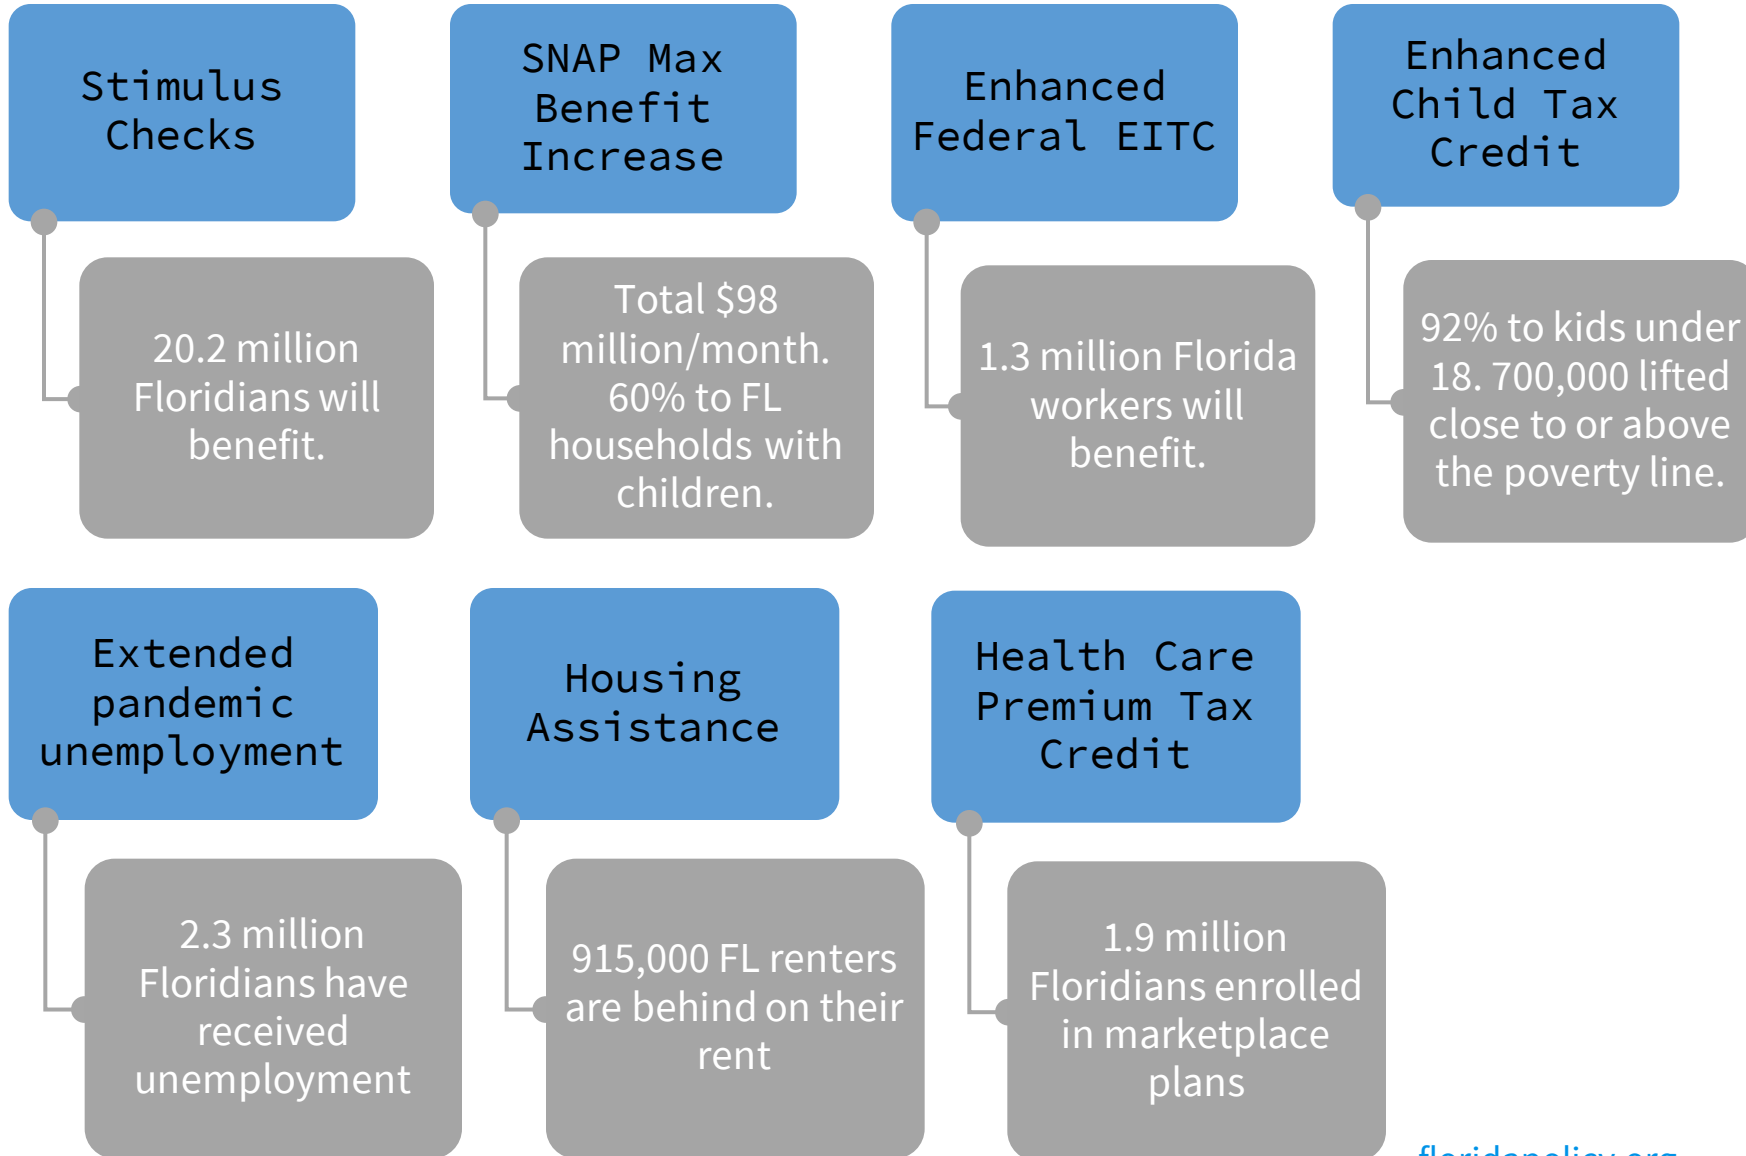 Stimulus
Checks
20.2 million
Floridians will
benefit.
SNAP Max
Benefit
Increase
Total $98
million/month.
60% to FL
households with
children.
Enhanced
Federal EITC
1.3 million Florida
workers will
benefit.
Enhanced
Child Tax
Credit
92% to kids under
18. 700,000 lifted
close to or above
the poverty line.
Extended
pandemic
unemployment
2.3 million
Floridians have
received
unemployment
Housing
Assistance
915,000 FL renters
are behind on their
rent
Health Care
Premium Tax
Credit
1.9 million
Floridians enrolled
in marketplace
plans
floridapolicy.org